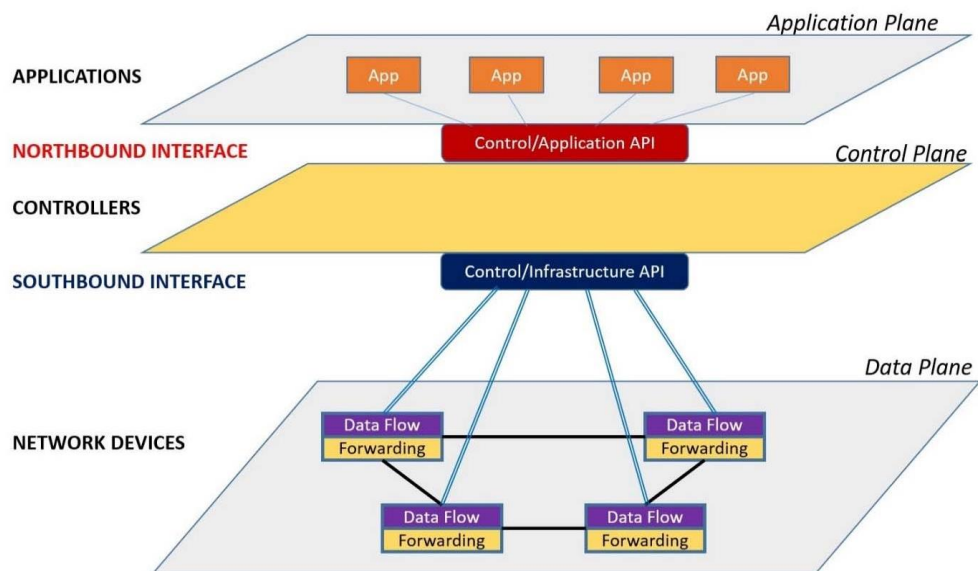 Application Plane
APPLICATIONS
App
App
App
App
NORTHBOUND INTERFACE
Control/Application API
Control Plane
CONTROLLERS
SOUTHBOUND INTERFACE
Control/Infrastructure API
Data Plane
NETWORK DEVICES
Data Flow
Forwarding
Data Flow
Forwarding
Data Flow
Forwarding
Data Flow
Forwarding